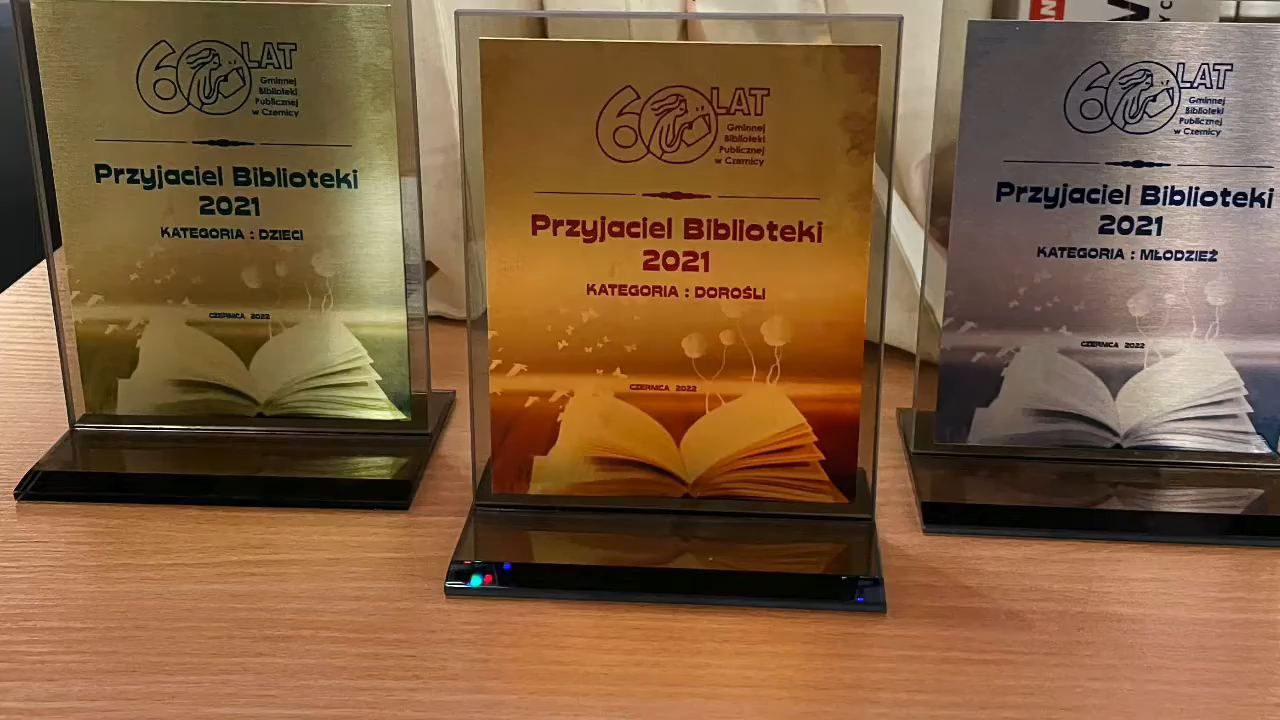 60 LAT
Gminnej
Biblioteki
Publicznej
w Czernicy
Przyjaciel Biblioteki
2021
KATEGORIA : DZIECI
CZERNICA 2022
60 LAT
Gminnej
Biblioteki
Publicznej
w Czernicy
Przyjaciel Biblioteki
2021
KATEGORIA : DOROŚLI
CZERNICA 2022
60 LAT
Gminnej
Biblioteki
Publicznej
w Czernicy
Przyjaciel Biblioteki
2021
KATEGORIA : MŁODZIEŻ
CZERNICA 2022